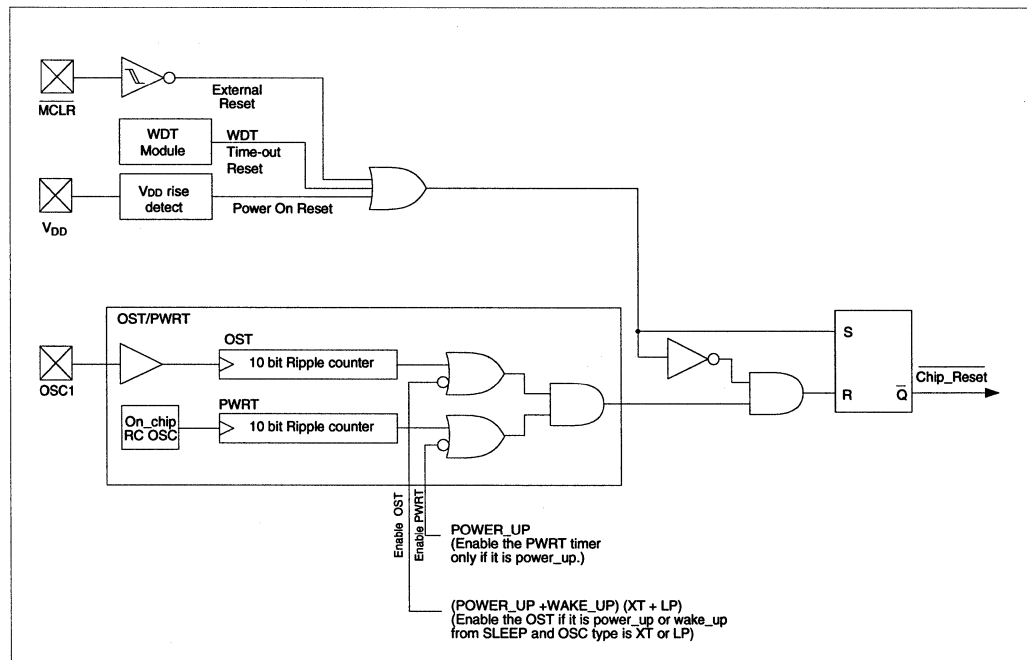 MCLR
External
Reset
WDT
Module
WDT
Time-out
Reset
VDD
VDD rise
detect
Power On Reset
OST/PWRT
OSC1
OST
10 bit Ripple counter
On_chip
RC OSC
PWRT
10 bit Ripple counter
S
R
Q
Chip_Reset
Enable OST
Enable PWRT
POWER_UP
(Enable the PWRT timer
only if it is power_up.)
(POWER_UP +WAKE_UP) (XT + LP)
(Enable the OST if it is power_up or wake_up
from SLEEP and OSC type is XT or LP)